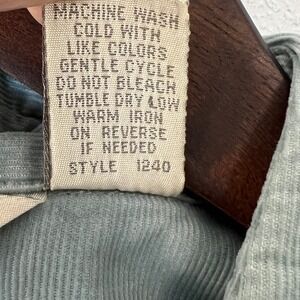 MACHINE WASH
COLD WITH
LIKE COLORS
GENTLE CYCLE
DO NOT BLEACH
TUMBLE DRY LOW
WARM IRON
ON REVERSE
IF NEEDED
STYLE 1240